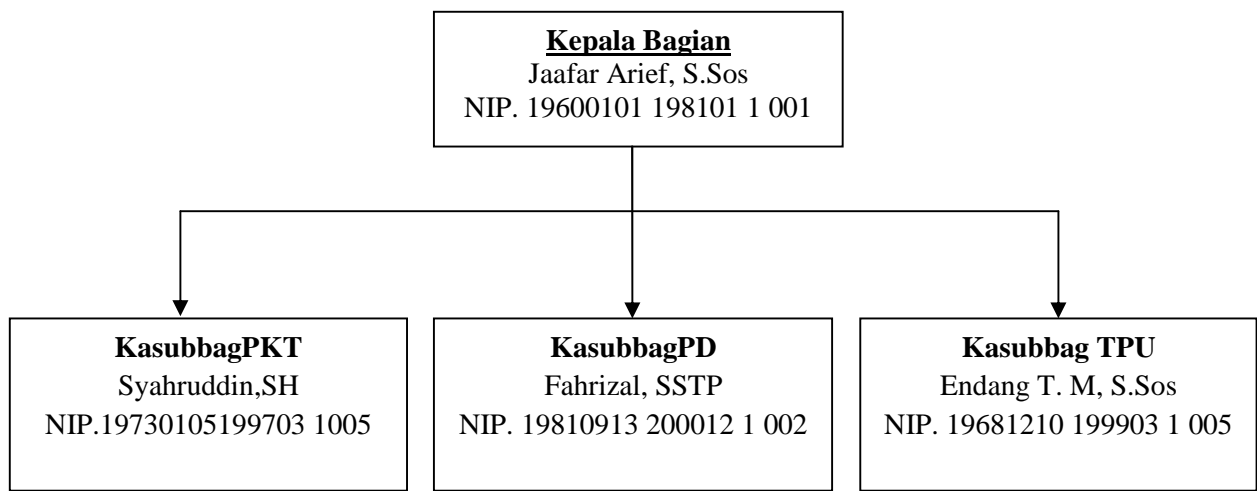 Kepala Bagian
Jaafar Arief, S.Sos
NIP. 19600101 198101 1 001
KasubbagPKT
Syahruddin,SH
NIP.19730105199703 1005
KasubbagPD
Fahrizal, SSTP
NIP. 19810913 200012 1 002
Kasubbag TPU
Endang T. M, S.Sos
NIP. 19681210 199903 1 005